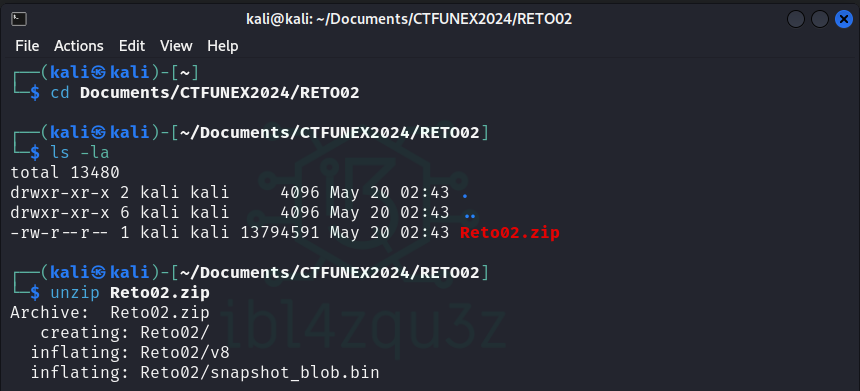 kali@kali: ~/Documents/CTFUNEX2024/RETO02
File Actions Edit View Help
┌──(kali㉿kali)-[~]
└─$ cd Documents/CTFUNEX2024/RETO02
┌──(kali㉿kali)-[~/Documents/CTFUNEX2024/RETO02]
└─$ ls -la
total 13480
drwxr-xr-x 2 kali kali     4096 May 20 02:43 .
drwxr-xr-x 6 kali kali     4096 May 20 02:43 ..
-rw-r--r-- 1 kali kali 13794591 May 20 02:43 Reto02.zip
┌──(kali㉿kali)-[~/Documents/CTFUNEX2024/RETO02]
└─$ unzip Reto02.zip
Archive:  Reto02.zip
   creating: Reto02/
  inflating: Reto02/v8
  inflating: Reto02/snapshot_blob.bin
ibl4zqu3z